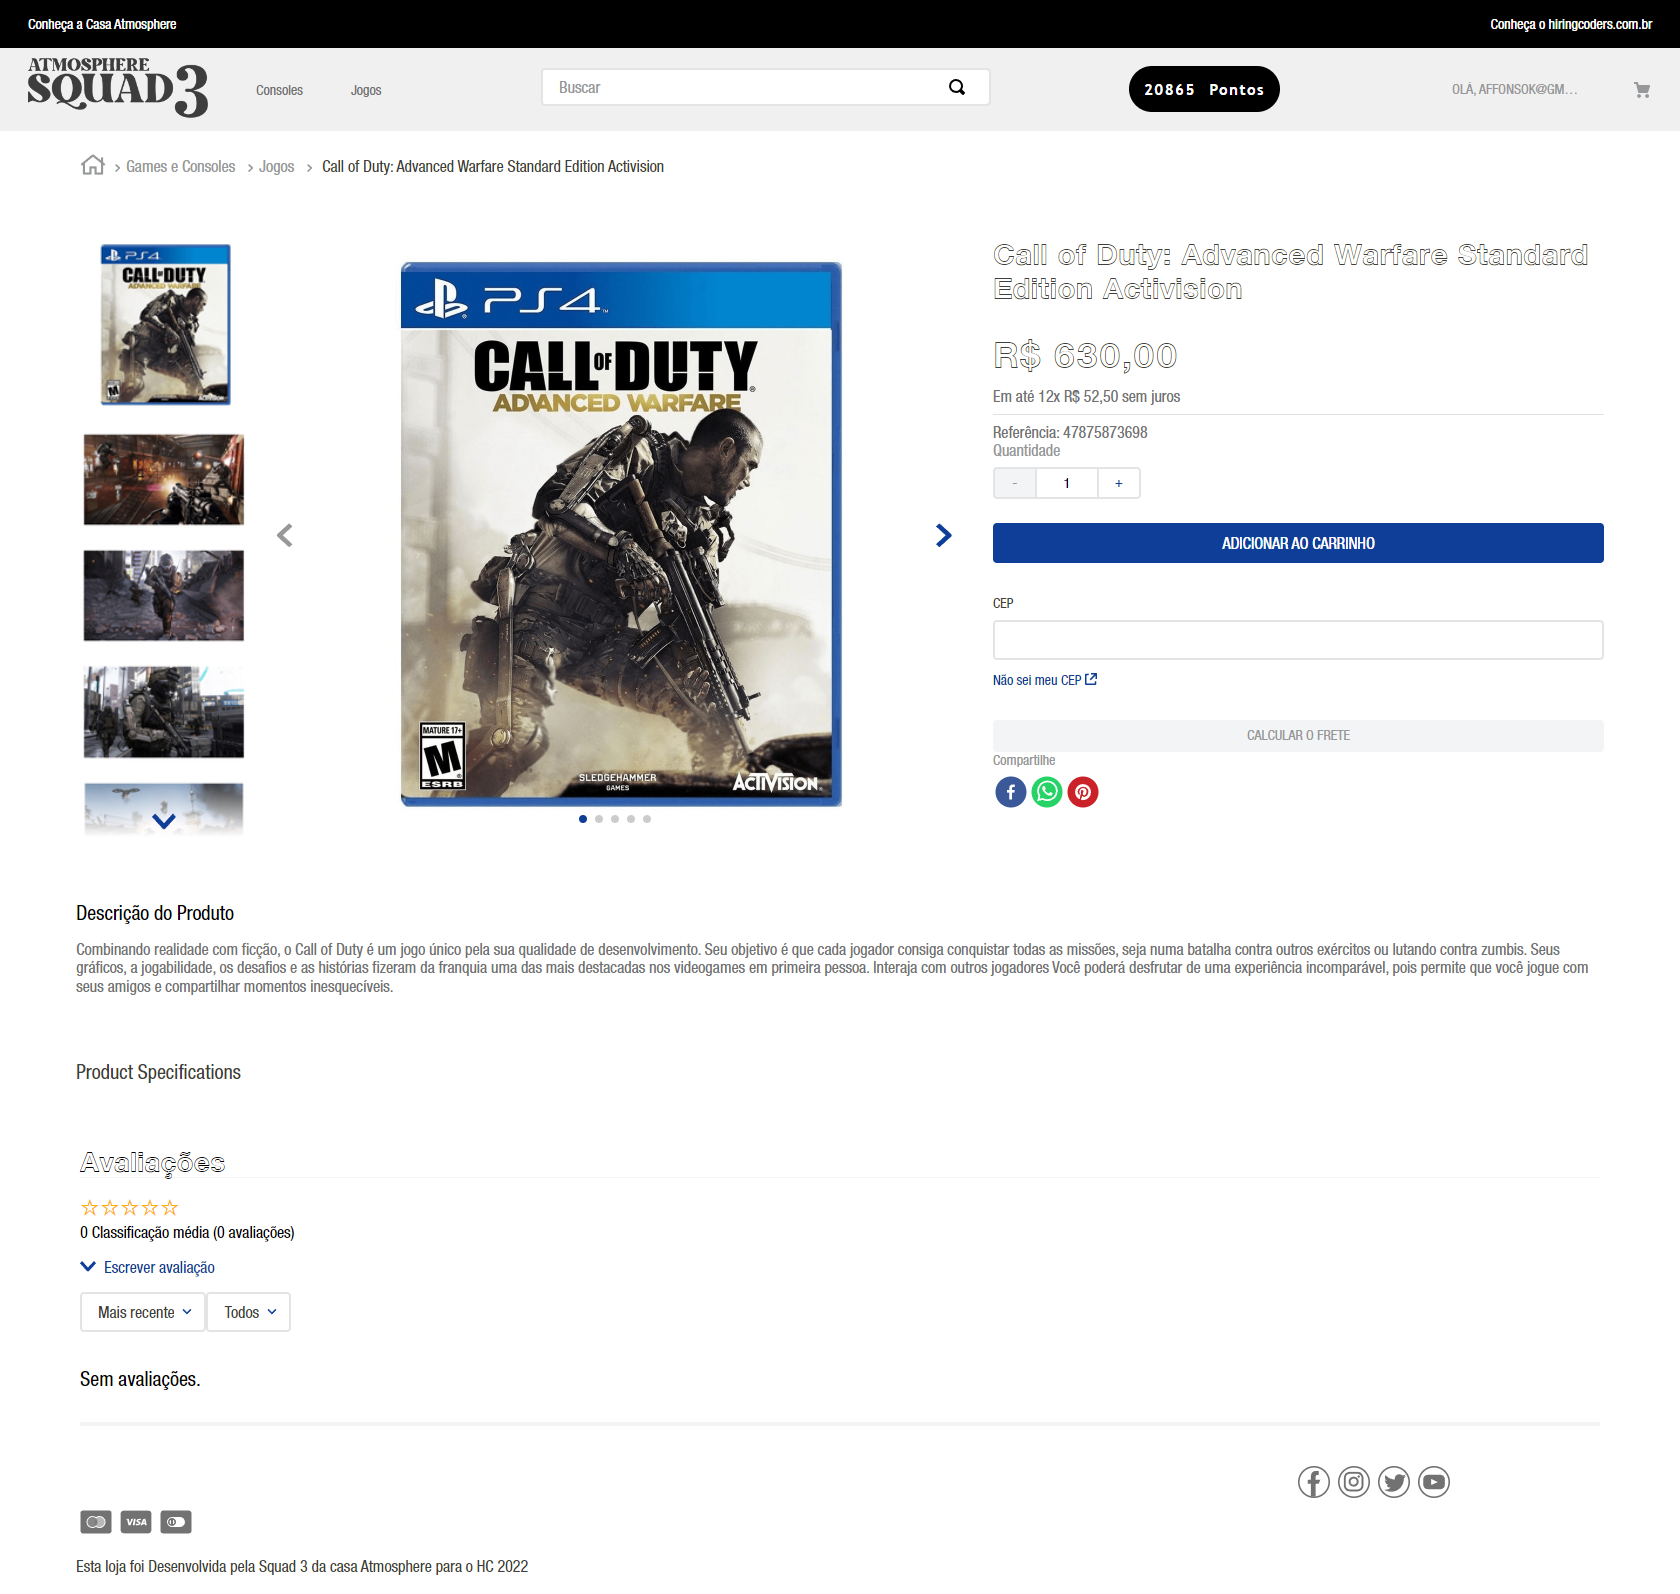 Conheça a Casa Atmosphere
Conheça o hiringcoders.com.br
ATMOSPHERE
SQUAD 3
Consoles
Jogos
Buscar
20865 Pontos
OLÁ, AFFONSOK@GM...
Games e Consoles
Jogos
Call of Duty: Advanced Warfare Standard Edition Activision
PS4
CALL OF DUTY
ADVANCED WARFARE
M
ACTIVISION
PS4
CALL OF DUTY
ADVANCED WARFARE
MATURE 17+
M
ESRB
SLEDGEHAMMER
GAMES
ACTIVISION
Call of Duty: Advanced Warfare Standard
Edition Activision
R$ 630,00
Em até 12x R$ 52,50 sem juros
Referência: 47875873698
Quantidade
- 1 +
ADICIONAR AO CARRINHO
CEP
Não sei meu CEP
CALCULAR O FRETE
Compartilhe
Descrição do Produto
Combinando realidade com ficção, o Call of Duty é um jogo único pela sua qualidade de desenvolvimento. Seu objetivo é que cada jogador consiga conquistar todas as missões, seja numa batalha contra outros exércitos ou lutando contra zumbis. Seus
gráficos, a jogabilidade, os desafios e as histórias fizeram da franquia uma das mais destacadas nos videogames em primeira pessoa. Interaja com outros jogadores Você poderá desfrutar de uma experiência incomparável, pois permite que você jogue com
seus amigos e compartilhar momentos inesquecíveis.
Product Specifications
Avaliações
0 Classificação média (0 avaliações)
Escrever avaliação
Mais recente
Todos
Sem avaliações.
VISA
Esta loja foi Desenvolvida pela Squad 3 da casa Atmosphere para o HC 2022